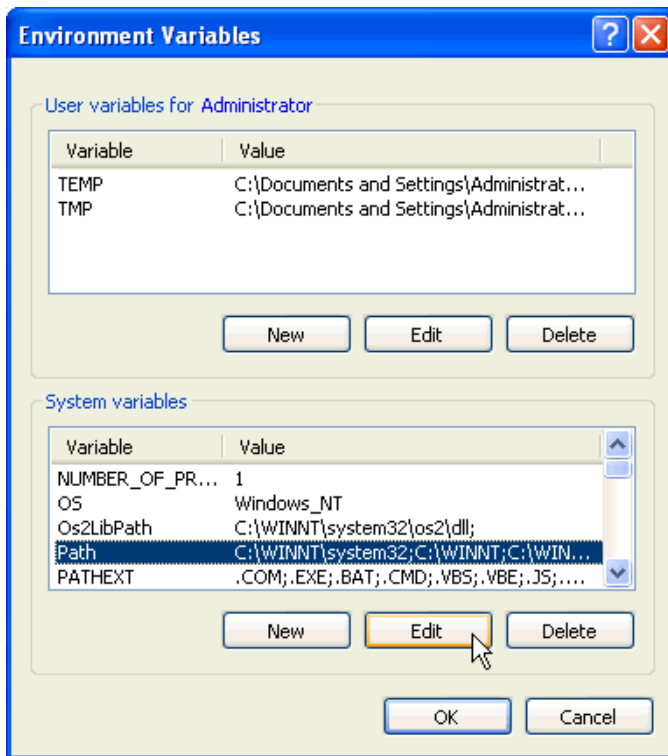 Environment Variables
User variables for Administrator
Variable Value
TEMP C:\Documents and Settings\Administrat...
TMP C:\Documents and Settings\Administrat...
New Edit Delete
System variables
Variable Value
NUMBER_OF_PR... 1
OS Windows_NT
Os2LibPath C:\WINNT\system32\os2\dll;
Path C:\WINNT\system32;C:\WINNT;C:\WIN...
PATHEXT .COM;.EXE;.BAT;.CMD;.VBS;.VBE;.JS;....
New Edit Delete
OK Cancel